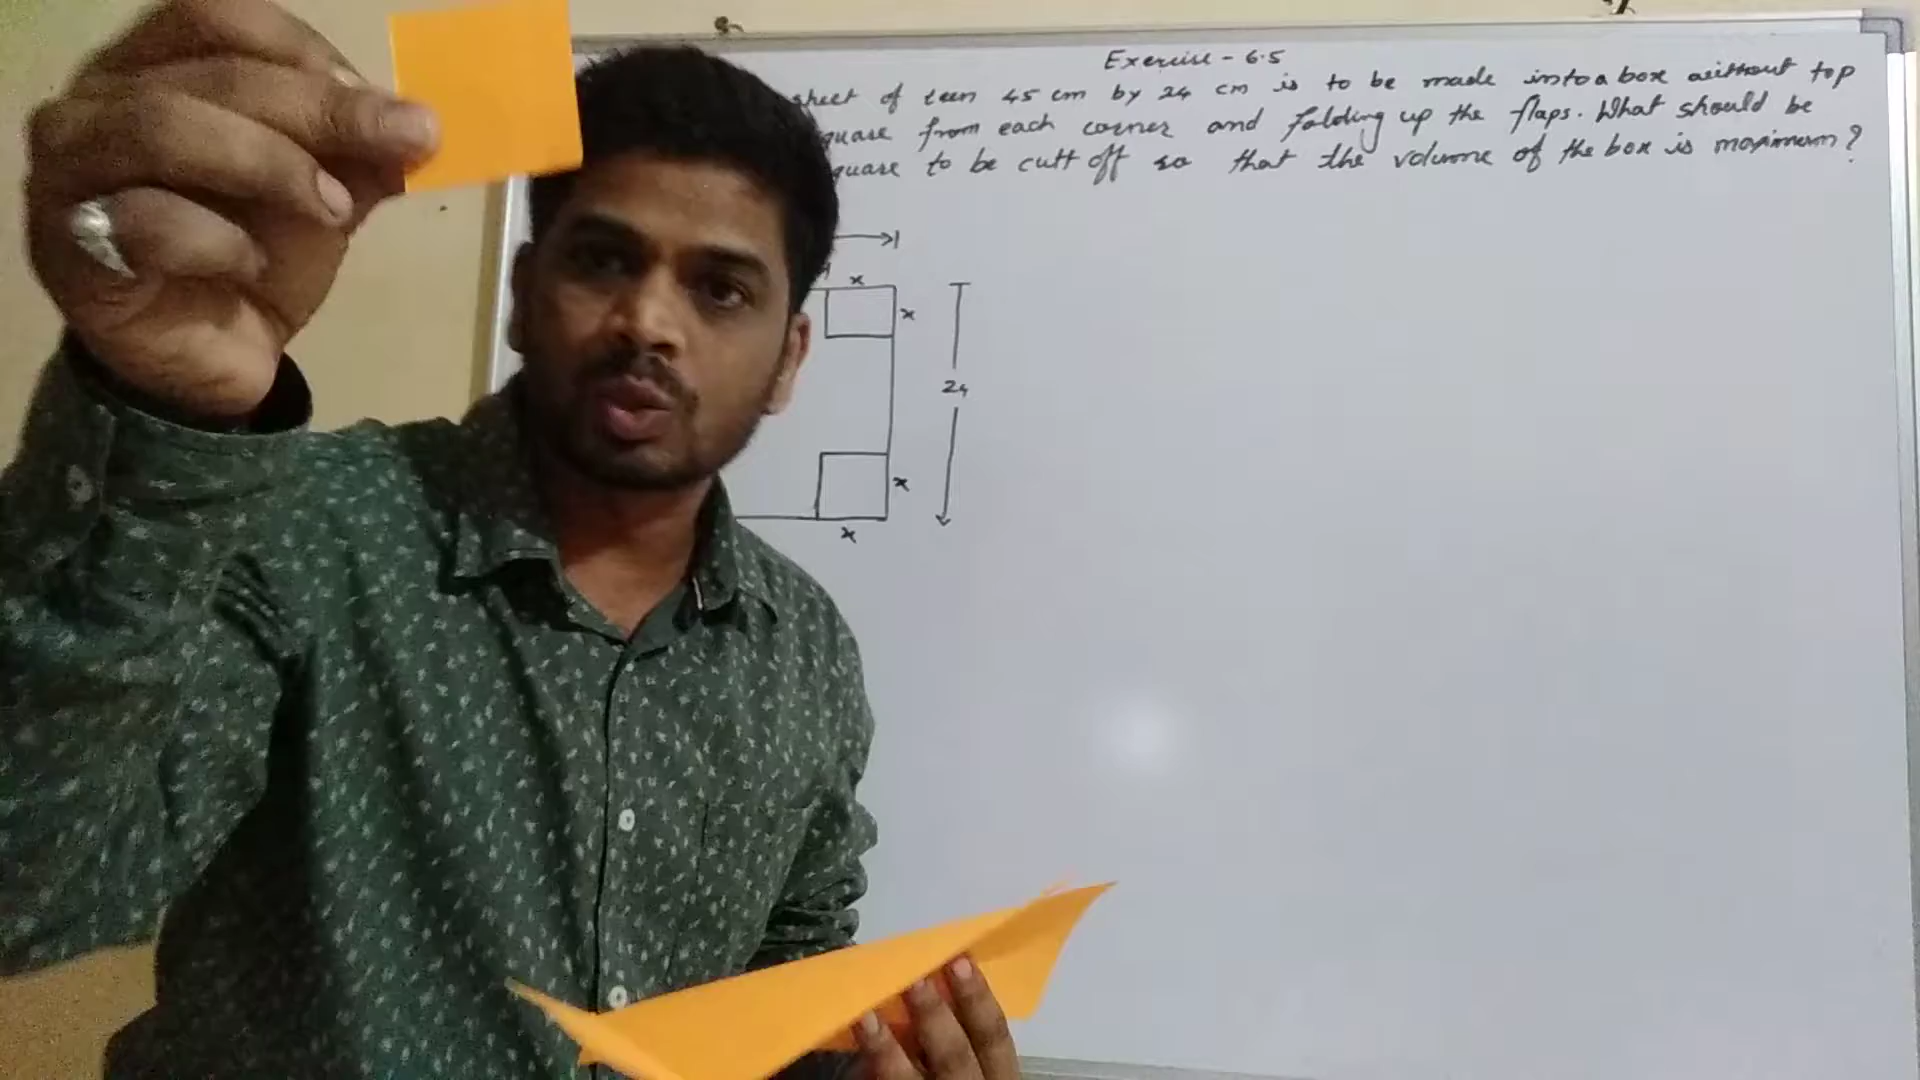 Exercise - 6.5
sheet of teen 45 cm by 24 cm is to be made into a box without top
quare from each corner and folding up the flaps. What should be
quare to be cutt off so that the volume of the box is maximum?
x
x
24
x
x